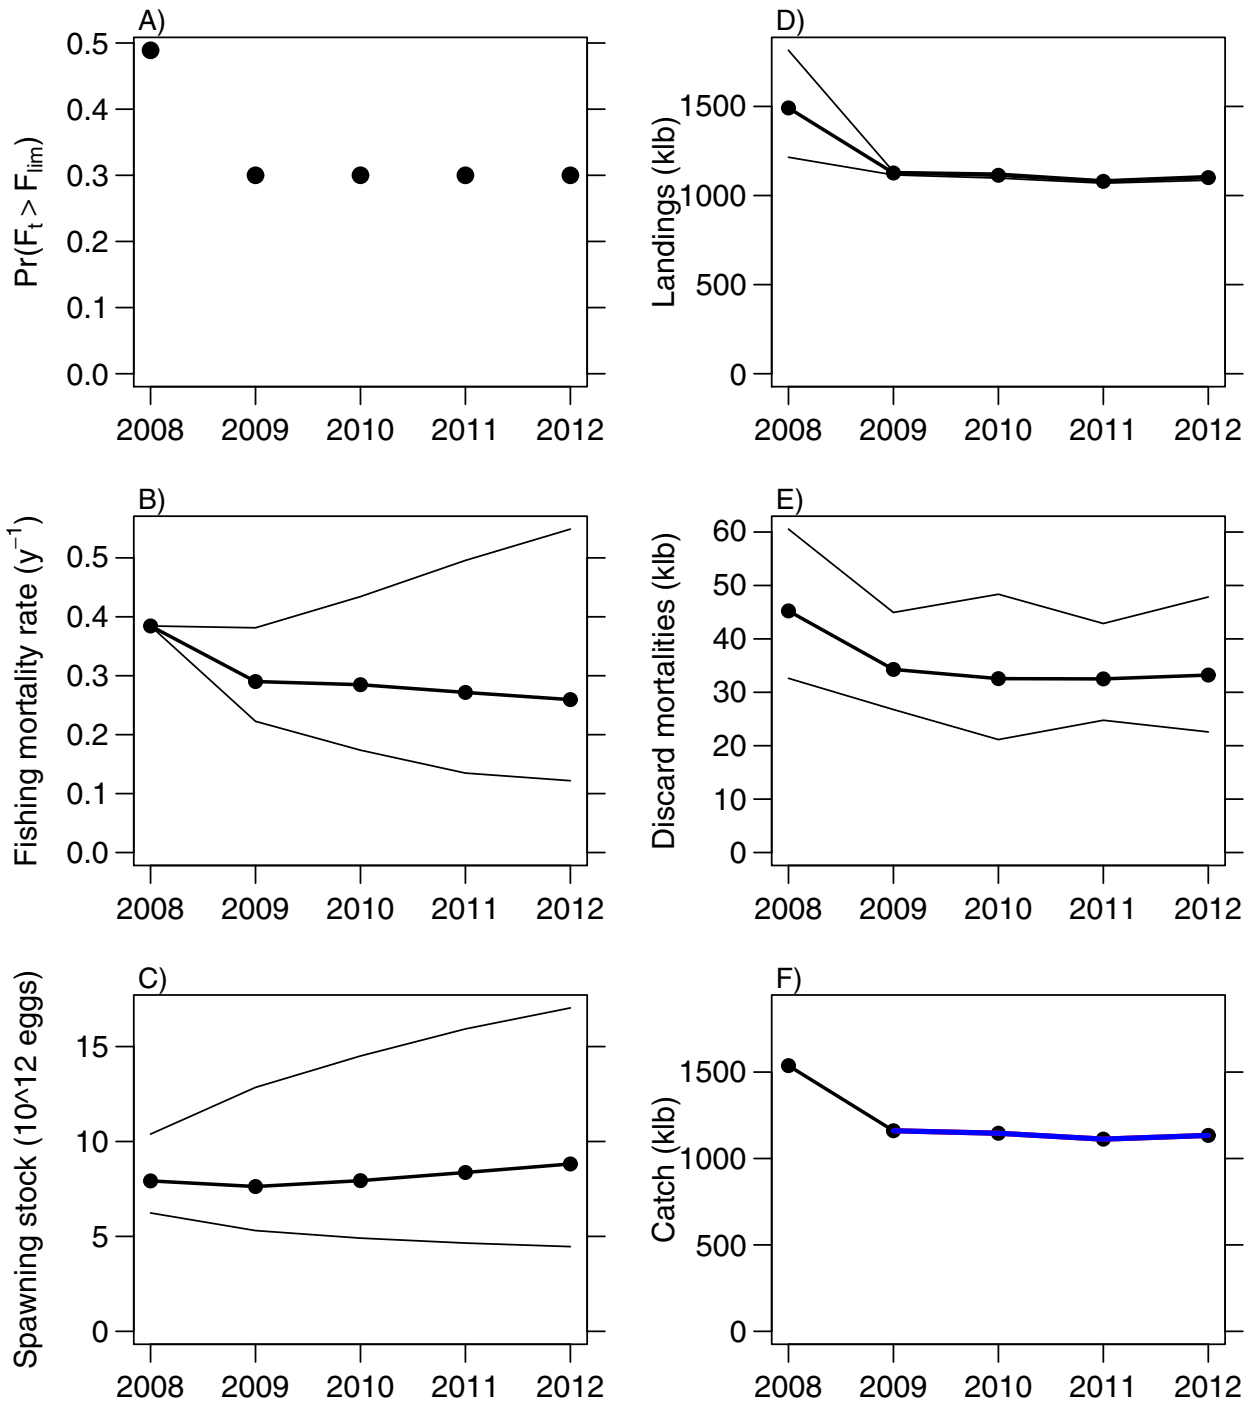 A)
Pr(Fₜ > Fₗᵢₘ)
0.5
0.4
0.3
0.2
0.1
0.0
2008 2009 2010 2011 2012
D)
Landings (klb)
1500
1000
500
0
2008 2009 2010 2011 2012
B)
Fishing mortality rate (y⁻¹)
0.5
0.4
0.3
0.2
0.1
0.0
2008 2009 2010 2011 2012
E)
Discard mortalities (klb)
60
50
40
30
20
10
0
2008 2009 2010 2011 2012
C)
Spawning stock (10^12 eggs)
15
10
5
0
2008 2009 2010 2011 2012
F)
Catch (klb)
1500
1000
500
0
2008 2009 2010 2011 2012